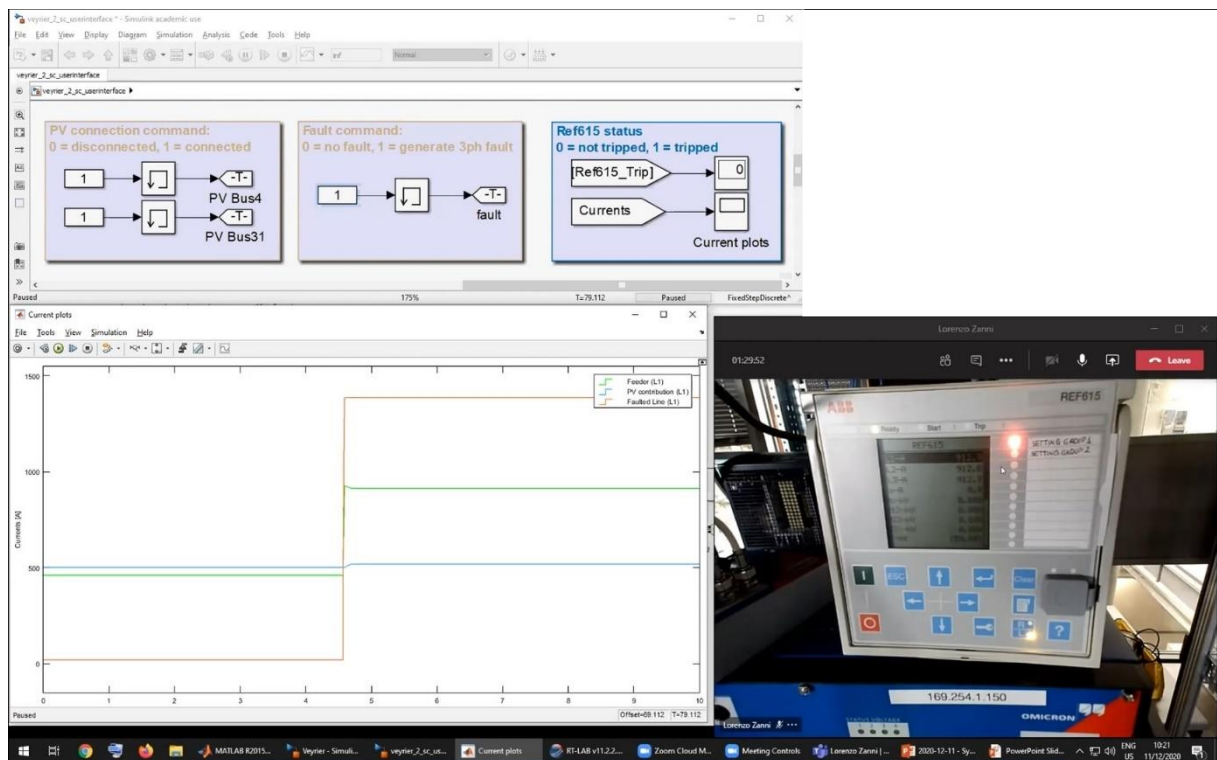 veyrier_2_sc_userinterface * - Simulink academic use
File Edit View Display Diagram Simulation Analysis Code Tools Help
inf
Normal
veyrier_2_sc_userinterface
veyrier_2_sc_userinterface
PV connection command:
0 = disconnected, 1 = connected
1
-T-
PV Bus4
1
-T-
PV Bus31
Fault command:
0 = no fault, 1 = generate 3ph fault
1
-T-
fault
Ref615 status
0 = not tripped, 1 = tripped
[Ref615_Trip]
0
Currents
Current plots
Paused
175%
T=79.112
Paused
FixedStepDiscrete
Current plots
File Tools View Simulation Help
Feeder (L1)
PV contribution (L1)
Faulted Line (L1)
1500
1000
500
0
Currents [A]
0 1 2 3 4 5 6 7 8 9 10
Paused
Offset=69.112 T=79.112
Lorenzo Zanni
01:29:52
Leave
ABB
REF615
Ready Start Trip
REF615
SETTING GROUP 1
SETTING GROUP 2
ESC
Clear
169.254.1.150
OMICRON
Lorenzo Zanni
MATLAB R2015...
Veyrier - Simuli...
veyrier_2_sc_us...
Current plots
RT-LAB v11.2.2....
Zoom Cloud M...
Meeting Controls
Lorenzo Zanni |...
2020-12-11 - Sy...
PowerPoint Slid...
ENG
US
10:21
11/12/2020